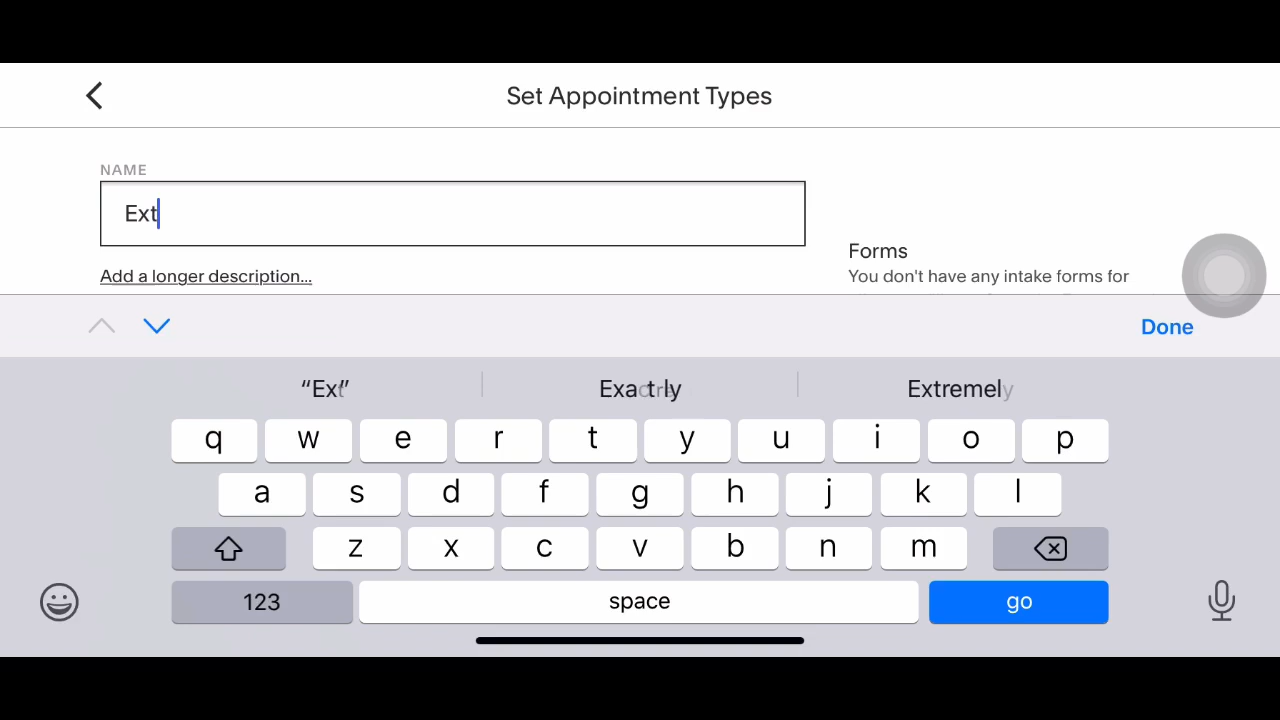 Set Appointment Types
NAME
Ext
Add a longer description...
Forms
You don't have any intake forms for
Done
“Ext”
Extremely
q w e r t y u i o p
a s d f g h j k l
z x c v b n m
123 space go